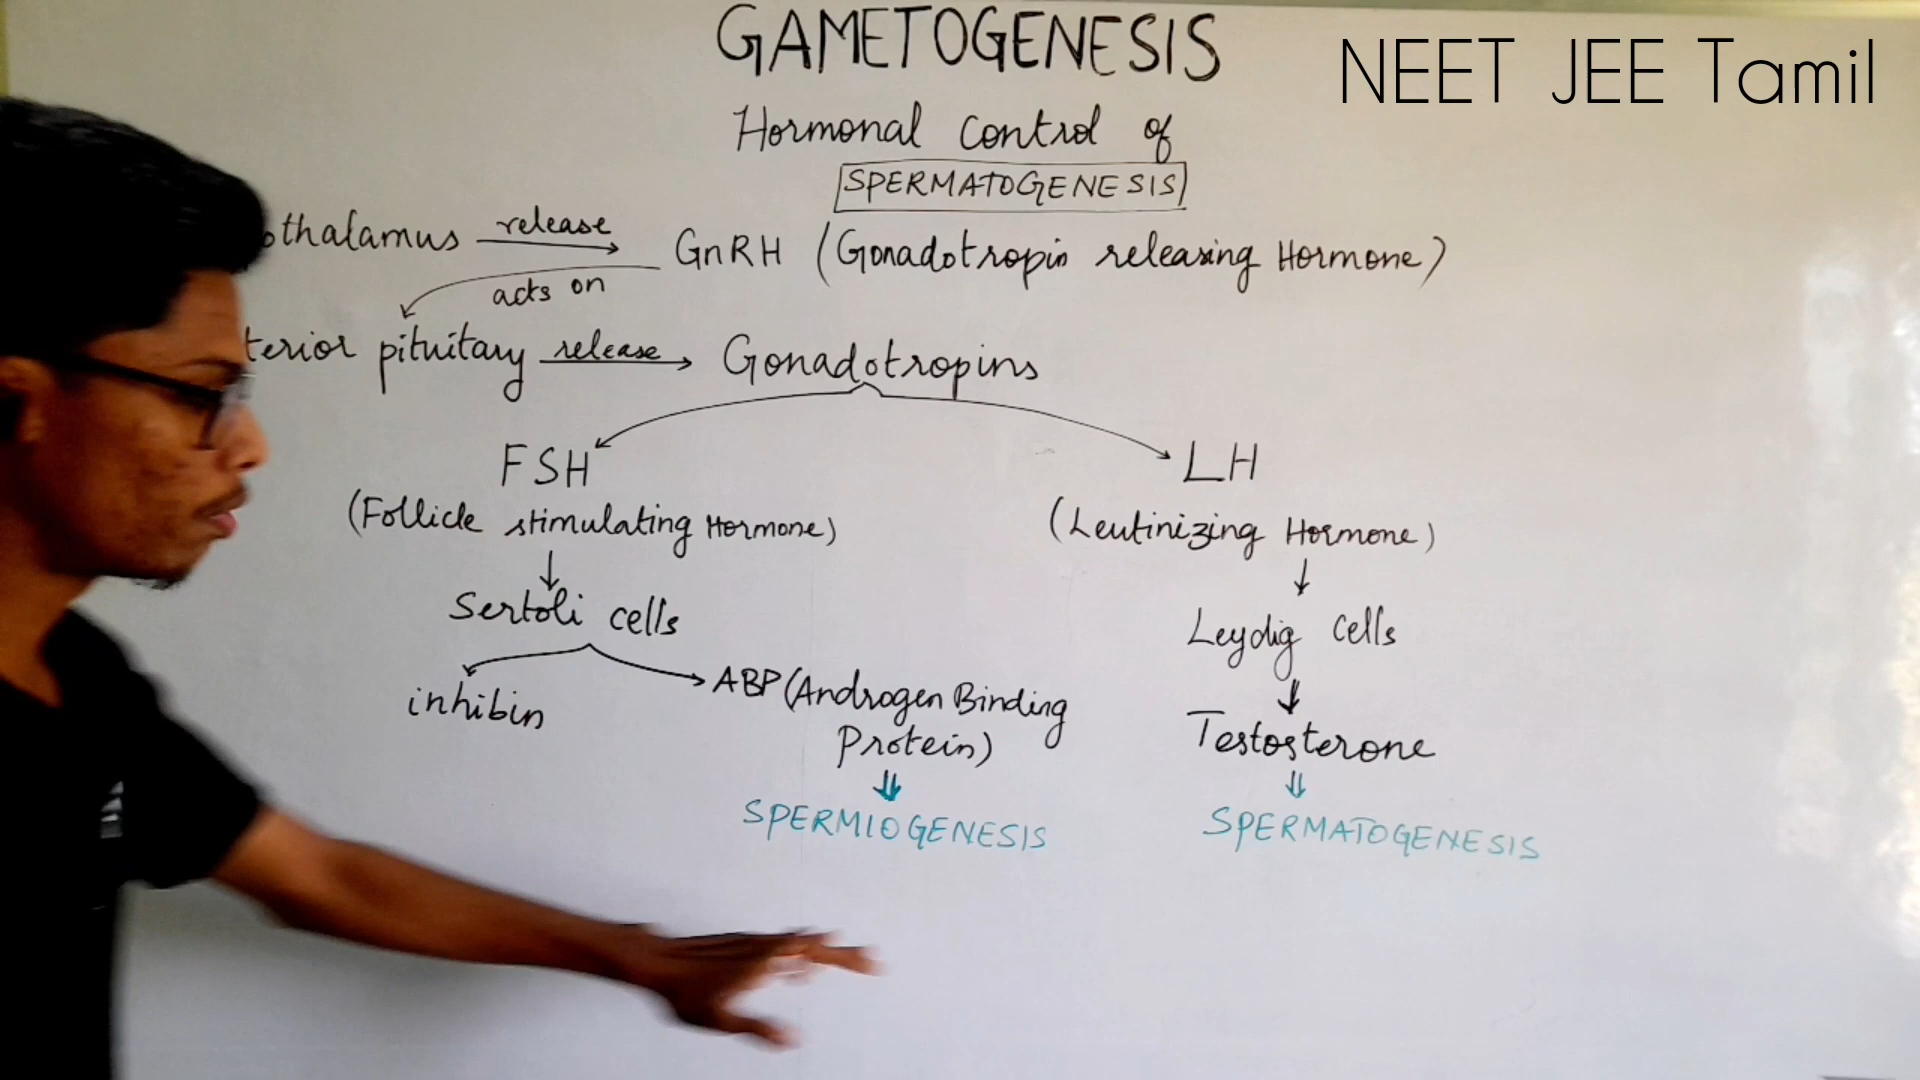 GAMETOGENESIS
NEET JEE Tamil
Hormonal Control of
SPERMATOGENESIS
othalamus release GnRH (Gonadotropin releasing Hormone)
acts on
terior pituitary release Gonadotropins
FSH LH
(Follicle stimulating Hormone) (Leutinizing Hormone)
Sertoli cells Leydig cells
inhibin ABP (Androgen Binding Protein) Testosterone
SPERMIOGENESIS SPERMATOGENESIS